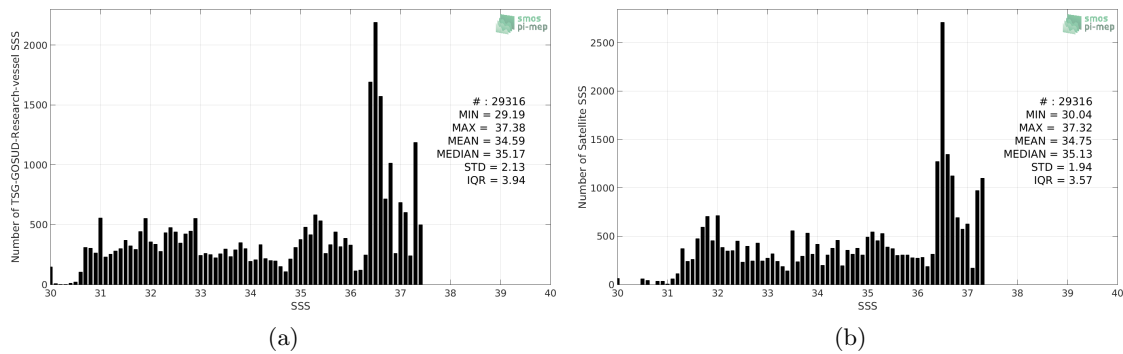 smos
pi-mep
Number of TSG-GOSUD-Research-vessel SSS
2000
1500
1000
500
0
# : 29316
MIN = 29.19
MAX = 37.38
MEAN = 34.59
MEDIAN = 35.17
STD = 2.13
IQR = 3.94
30 31 32 33 34 35 36 37 38 39 40
SSS
(a)
smos
pi-mep
Number of Satellite SSS
2500
2000
1500
1000
500
0
# : 29316
MIN = 30.04
MAX = 37.32
MEAN = 34.75
MEDIAN = 35.13
STD = 1.94
IQR = 3.57
30 31 32 33 34 35 36 37 38 39 40
SSS
(b)